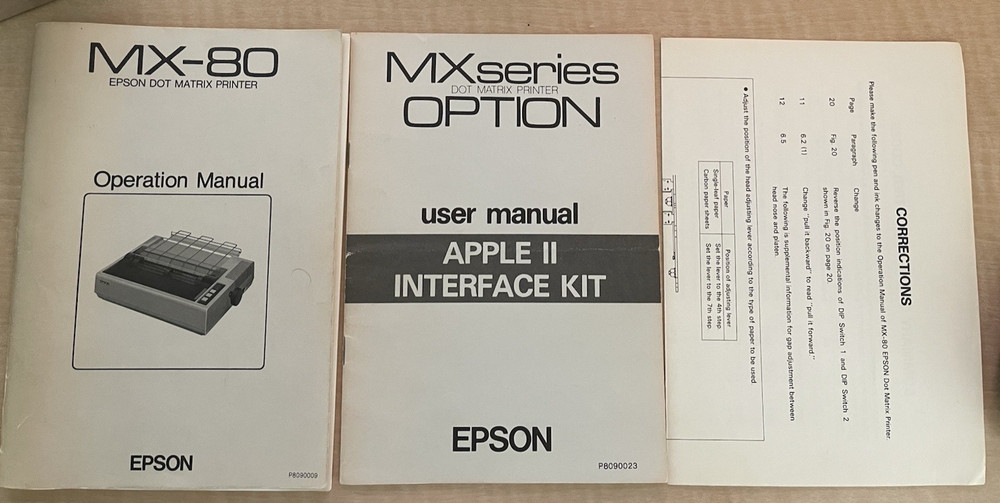 MX-80
EPSON DOT MATRIX PRINTER
Operation Manual
EPSON
P8090009
MXseries
DOT MATRIX PRINTER
OPTION
user manual
APPLE II
INTERFACE KIT
EPSON
P8090023
CORRECTIONS
Please make the following pen and ink changes to the Operation Manual of MX-80 EPSON Dot Matrix Printer.
Page Paragraph Change
20 Fig. 20 Reverse the position indications of DIP Switch 1 and DIP Switch 2
shown in Fig. 20 on page 20.
11 6.2 (1) Change "pull it backward" to read "pull it forward."
12 6.5 The following is supplemental information for gap adjustment between
head nose and platen.
● Adjust the position of the head adjusting lever according to the type of paper to be used.
Paper Position of adjusting lever
Single-leaf paper Set the lever to the 4th step.
Carbon paper sheets Set the lever to the 7th step.